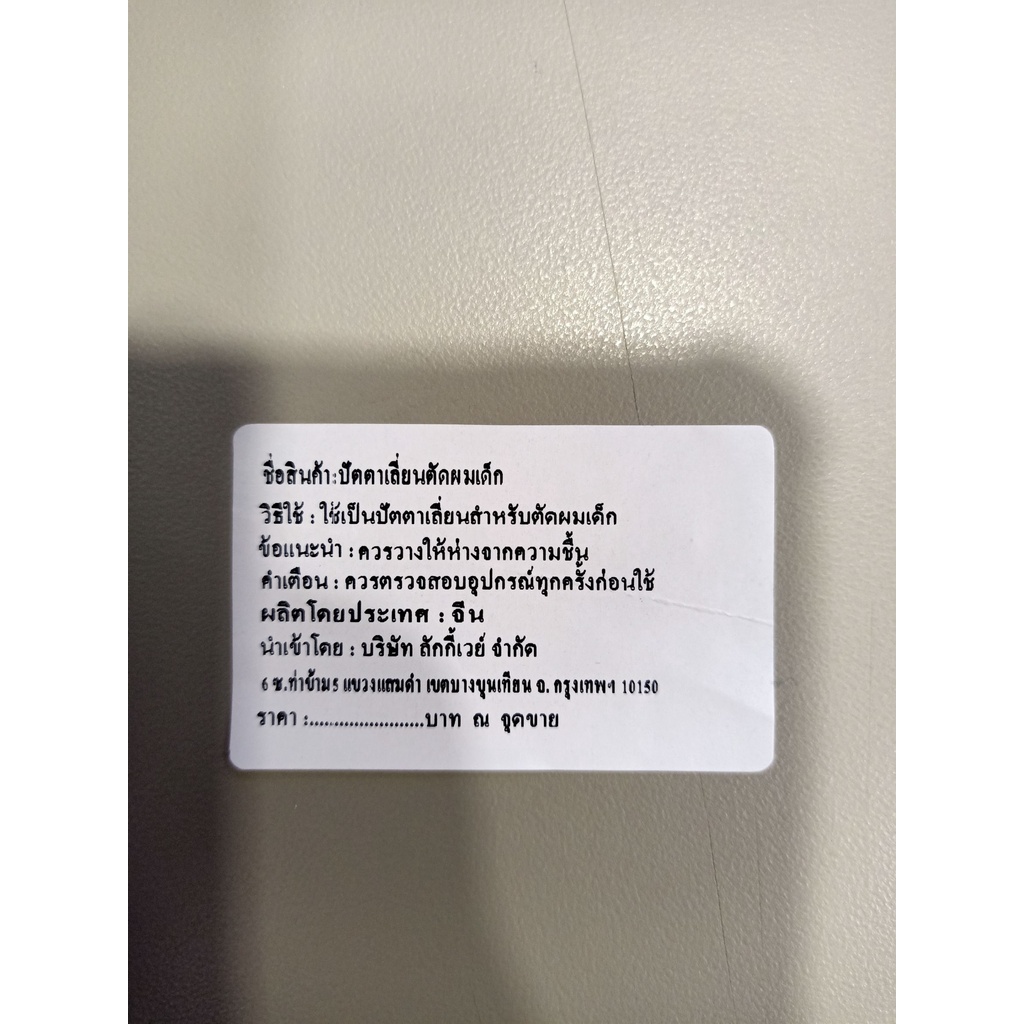 ชื่อสินค้า:ปัตตาเลี่ยนตัดผมเด็ก
วิธีใช้ : ใช้เป็นปัตตาเลี่ยนสำหรับตัดผมเด็ก
ข้อแนะนำ : ควรวางให้ห่างจากความชื้น
คำเตือน : ควรตรวจสอบอุปกรณ์ทุกครั้งก่อนใช้
ผลิตโดยประเทศ : จีน
นำเข้าโดย : บริษัท ลักกี้เวย์ จำกัด
6 ซ.ท่าข้าม5 แขวงแสมดำ เขตบางขุนเทียน จ. กรุงเทพฯ 10150
ราคา :.......................บาท ณ จุดขาย